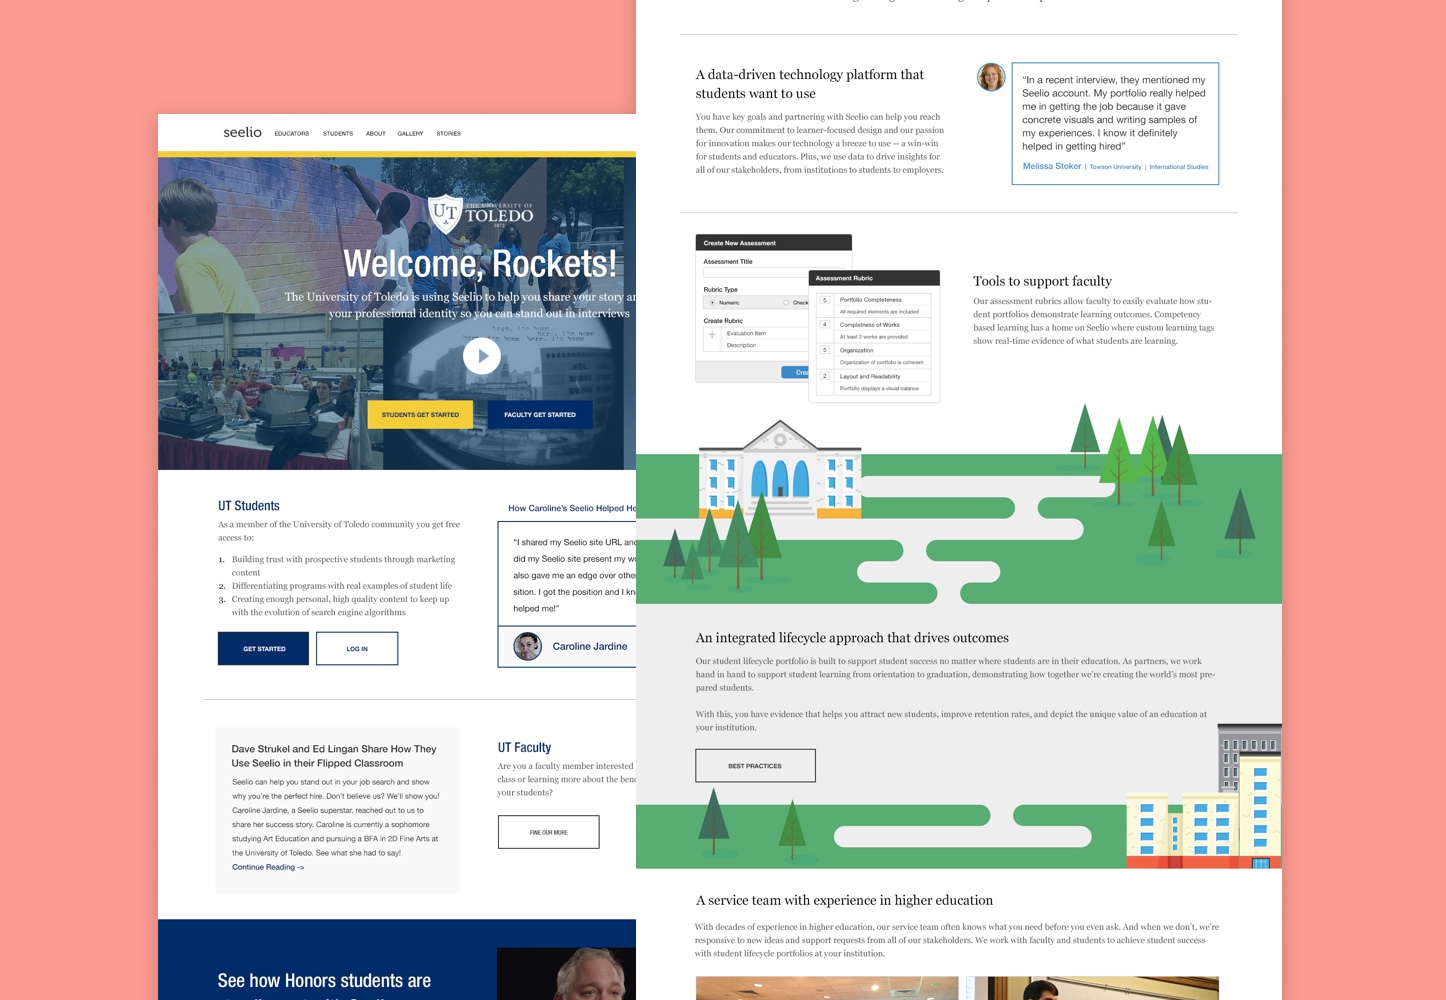 seelio
EDUCATORS STUDENTS ABOUT GALLERY STORIES
UT
THE UNIVERSITY OF
TOLEDO
1872
Welcome, Rockets!
The University of Toledo is using Seelio to help you share your story
your professional identity so you can stand out in interviews
STUDENTS GET STARTED
FACULTY GET STARTED
UT Students
As a member of the University of Toledo community you get free
access to:
1. Building trust with prospective students through marketing
content
2. Differentiating programs with real examples of student life
3. Creating enough personal, high quality content to keep up
with the evolution of search engine algorithms
GET STARTED
LOG IN
How Caroline's Seelio Helped He
“I shared my Seelio site URL and
did my Seelio site present my w
also gave me an edge over othe
sition. I got the position and I kn
helped me!”
Caroline Jardine
Dave Strukel and Ed Lingan Share How They
Use Seelio in their Flipped Classroom
Seelio can help you stand out in your job search and show
why you're the perfect hire. Don't believe us? We'll show you!
Caroline Jardine, a Seelio superstar, reached out to us to
share her success story. Caroline is currently a sophomore
studying Art Education and pursuing a BFA in 2D Fine Arts at
the University of Toledo. See what she had to say!
Continue Reading ->
UT Faculty
Are you a faculty member interested
class or learning more about the bene
your students?
FINE OUR MORE
See how Honors students are
A data-driven technology platform that
students want to use
You have key goals and partnering with Seelio can help you reach
them. Our commitment to learner-focused design and our passion
for innovation makes our technology a breeze to use -- a win-win
for students and educators. Plus, we use data to drive insights for
all of our stakeholders, from institutions to students to employers.
“In a recent interview, they mentioned my
Seelio account. My portfolio really helped
me in getting the job because it gave
concrete visuals and writing samples of
my experiences. I know it definitely
helped in getting hired”
Melissa Stoker | Towson University | International Studies
Create New Assessment
Assessment Title
Rubric Type
Numeric
Check
Create Rubric
Evaluation Item
Description
Crea
Assessment Rubric
5 Portfolio Completeness
All required elements are included
4 Completness of Works
At least 3 works are provided
5 Organization
Organization of portfolio is coherent
2 Layout and Readability
Portfolio displays a visual balance
Tools to support faculty
Our assessment rubrics allow faculty to easily evaluate how stu-
dent portfolios demonstrate learning outcomes. Competency
based learning has a home on Seelio where custom learning tags
show real-time evidence of what students are learning.
An integrated lifecycle approach that drives outcomes
Our student lifecycle portfolio is built to support student success no matter where students are in their education. As partners, we work
hand in hand to support student learning from orientation to graduation, demonstrating how together we're creating the world's most pre-
pared students.
With this, you have evidence that helps you attract new students, improve retention rates, and depict the unique value of an education at
your institution.
BEST PRACTICES
A service team with experience in higher education
With decades of experience in higher education, our service team often knows what you need before you even ask. And when we don't, we're
responsive to new ideas and support requests from all of our stakeholders. We work with faculty and students to achieve student success
with student lifecycle portfolios at your institution.